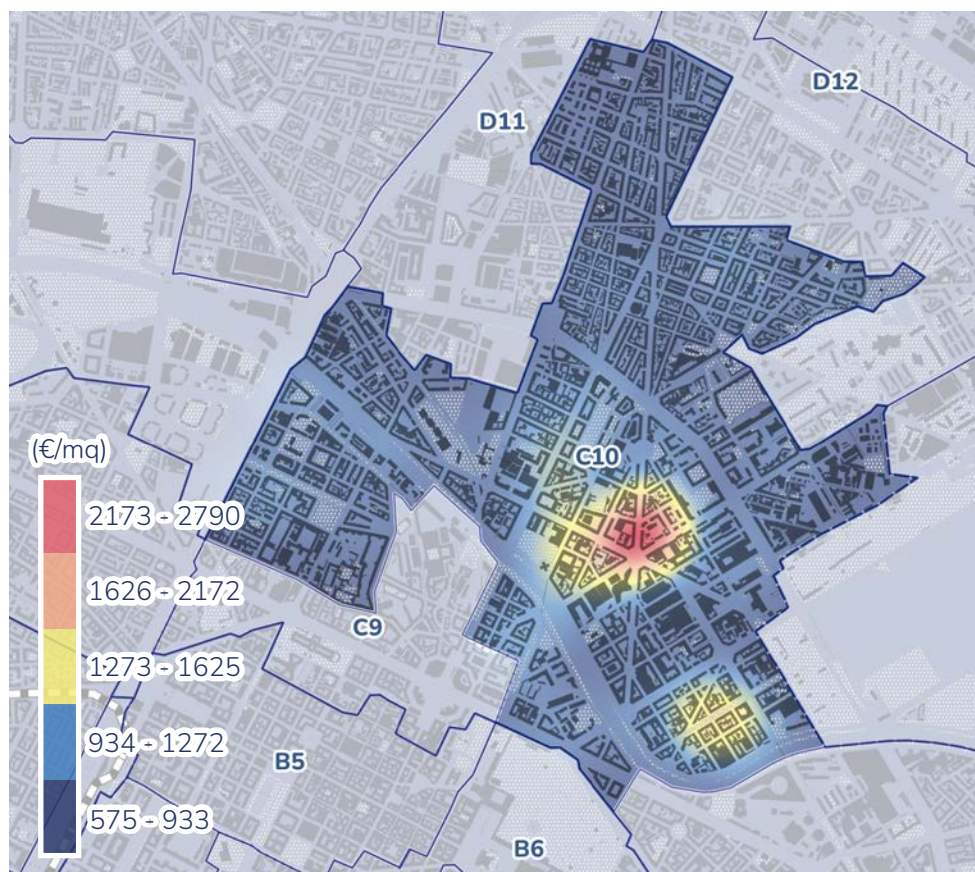 D12
D11
(€/mq)
C10
2173 - 2790
1626 - 2172
C9
1273 - 1625
934 - 1272
B5
575 - 933
B6